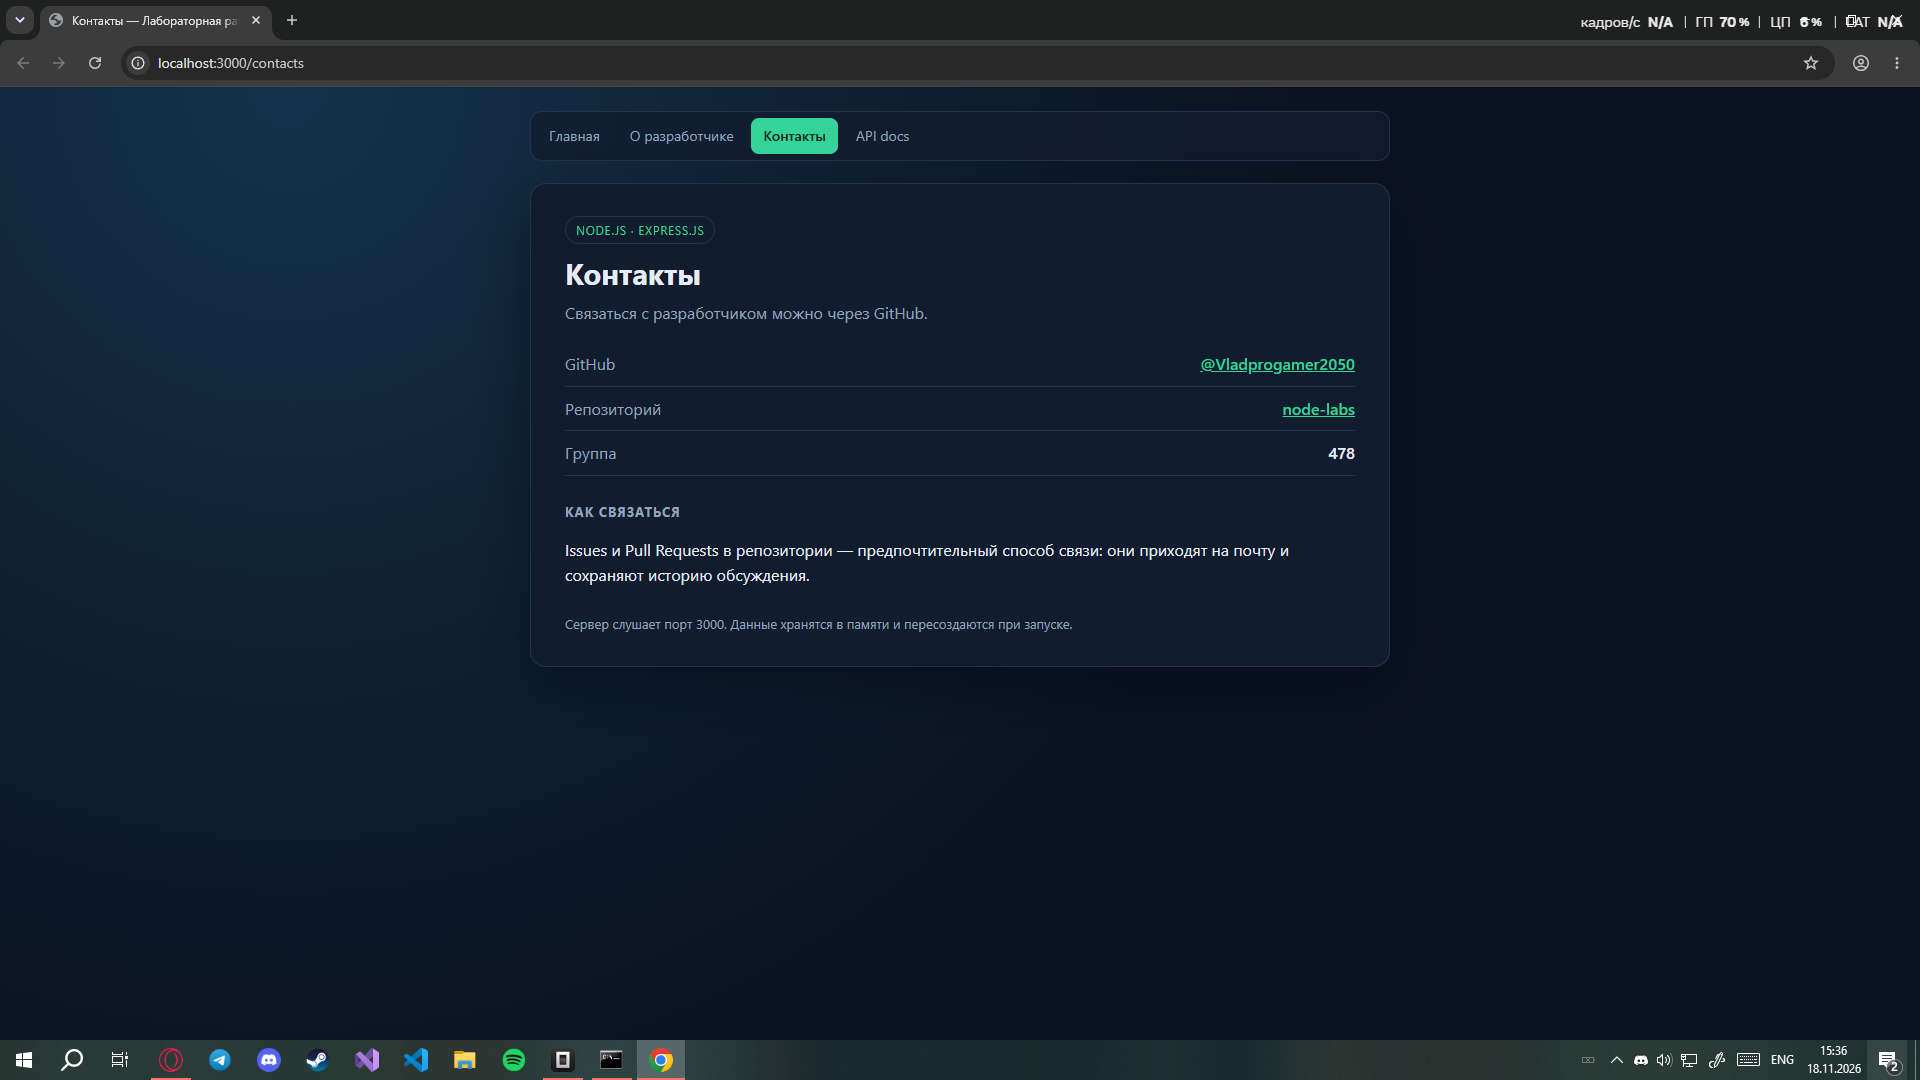 Контакты — Лабораторная ра
кадров/с N/A | ГП 70 % | ЦП 6 % | N/A
localhost:3000/contacts
Главная О разработчике Контакты API docs
NODE.JS · EXPRESS.JS
Контакты
Связаться с разработчиком можно через GitHub.
GitHub @Vladprogamer2050
Репозиторий node-labs
Группа 478
КАК СВЯЗАТЬСЯ
Issues и Pull Requests в репозитории — предпочтительный способ связи: они приходят на почту и
сохраняют историю обсуждения.
Сервер слушает порт 3000. Данные хранятся в памяти и пересоздаются при запуске.
ENG
15:36
18.11.2026
2